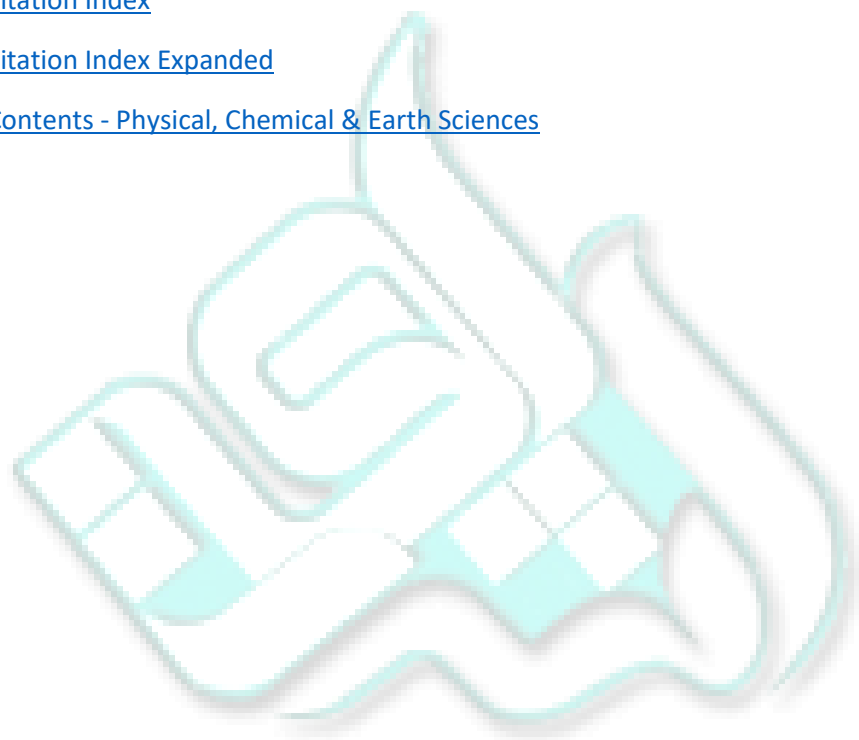 itation Index
itation Index Expanded
Contents - Physical, Chemical & Earth Sciences